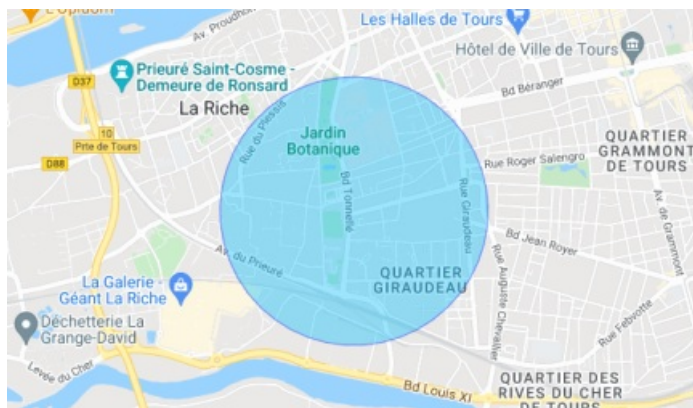 L'Oploum
Av. Proudhon
Les Halles de Tours
Hôtel de Ville de Tours
D37
Prieuré Saint-Cosme -
Demeure de Ronsard
Bd Béranger
La Riche
Rue du Plessis
10
Prte de Tours
Jardin
Botanique
QUARTIER
GRAMMONT
DE TOURS
D88
Rue Roger Salengro
Bd Tonnellé
Rue Giraudeau
Av. de Grammont
Bd Jean Royer
Av. du Prieuré
QUARTIER
GIRAUDEAU
La Galerie -
Géant La Riche
Rue Auguste Chevallier
Rue Febvotte
Déchetterie La
Grange-David
Levée du Cher
Bd Louis XI
QUARTIER DES
RIVES DU CHER
DE TOURS